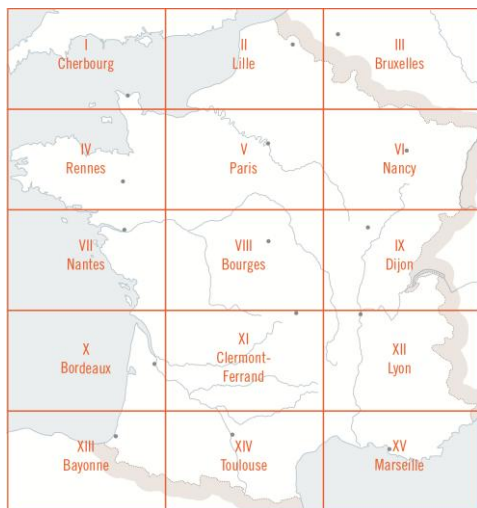 I
Cherbourg
II
Lille
III
Bruxelles
IV
Rennes
V
Paris
VI
Nancy
VII
Nantes
VIII
Bourges
IX
Dijon
X
Bordeaux
XI
Clermont-
Ferrand
XII
Lyon
XIII
Bayonne
XIV
Toulouse
XV
Marseille